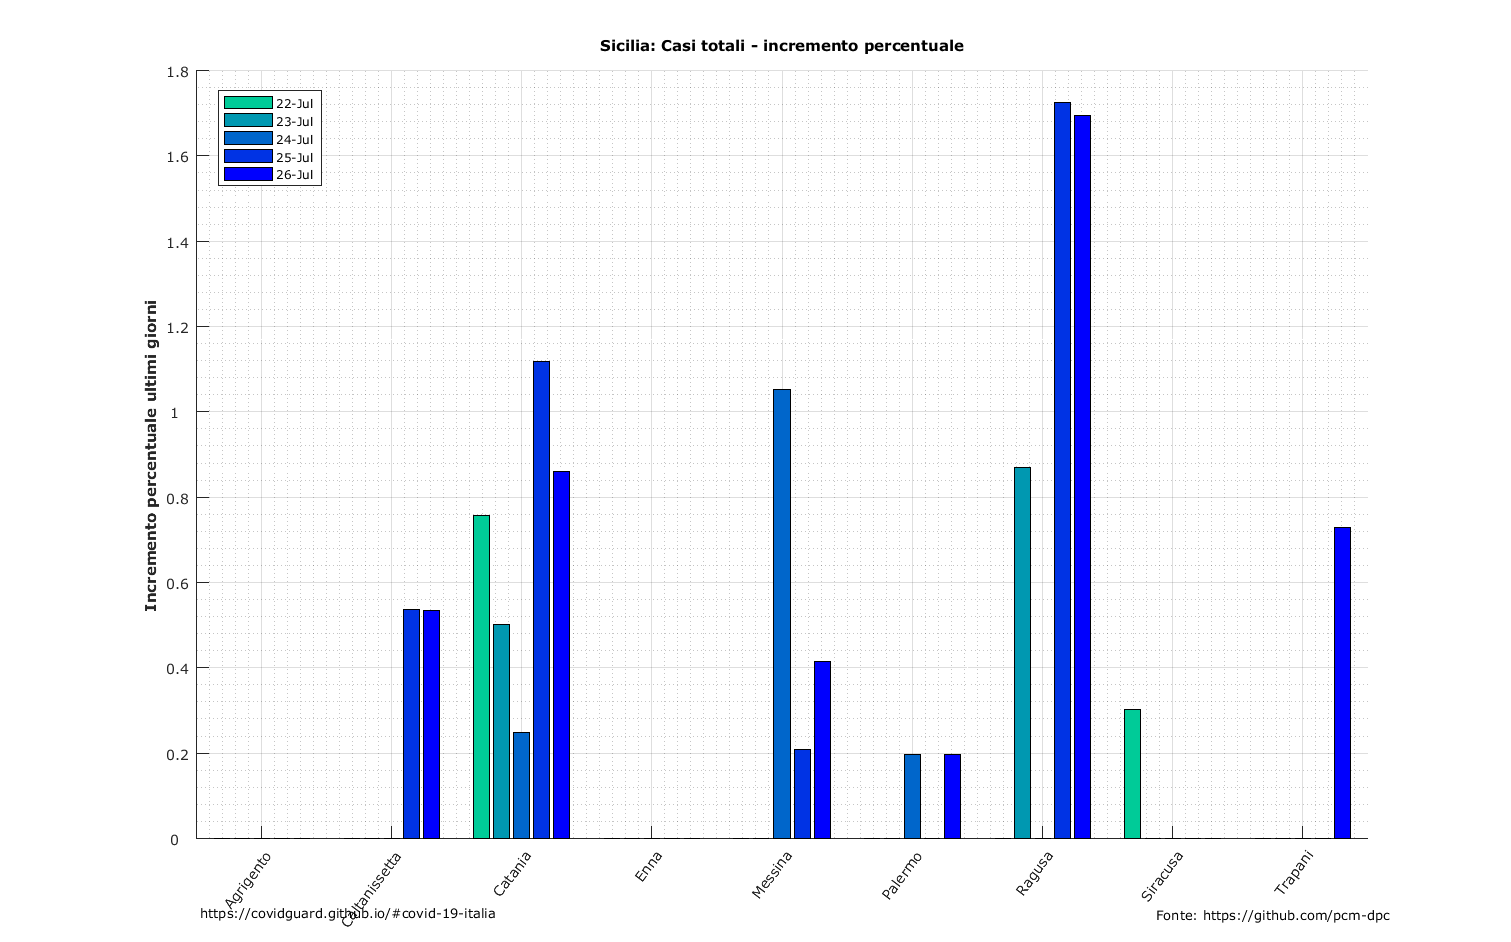 Sicilia: Casi totali - incremento percentuale
1.8
1.6
1.4
1.2
1
0.8
0.6
0.4
0.2
0
Incremento percentuale ultimi giorni
22-Jul
23-Jul
24-Jul
25-Jul
26-Jul
Agrigento
Caltanissetta
Catania
Enna
Messina
Palermo
Ragusa
Siracusa
Trapani
https://covidguard.github.io/#covid-19-italia
Fonte: https://github.com/pcm-dpc